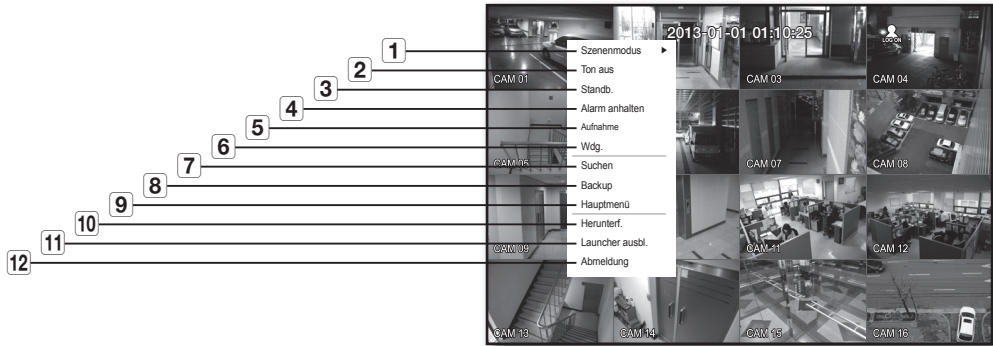 2013-01-01 01:10:25
LOG ON
CAM 01
CAM 03
CAM 04
CAM 05
CAM 07
CAM 08
CAM 09
CAM 11
CAM 12
CAM 13
CAM 14
CAM 15
CAM 16
1 Szenenmodus
2 Ton aus
3 Standb.
4 Alarm anhalten
5 Aufnahme
6 Wdg.
7 Suchen
8 Backup
9 Hauptmenü
10 Herunterf.
11 Launcher ausbl.
12 Abmeldung